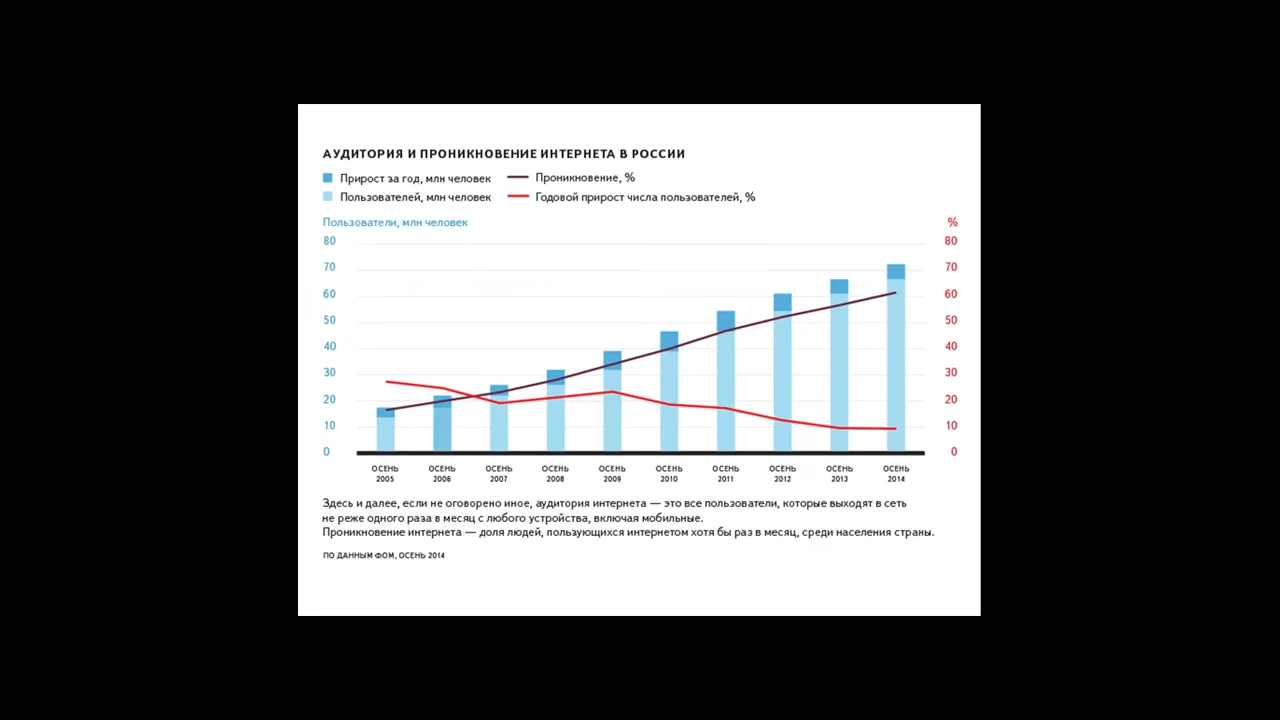 АУДИТОРИЯ И ПРОНИКНОВЕНИЕ ИНТЕРНЕТА В РОССИИ
Прирост за год, млн человек
Проникновение, %
Пользователей, млн человек
Годовой прирост числа пользователей, %
Пользователи, млн человек
%
80
80
70
70
60
60
50
50
40
40
30
30
20
20
10
10
0
0
ОСЕНЬ ОСЕНЬ ОСЕНЬ ОСЕНЬ ОСЕНЬ ОСЕНЬ ОСЕНЬ ОСЕНЬ ОСЕНЬ ОСЕНЬ
2005 2006 2007 2008 2009 2010 2011 2012 2013 2014
Здесь и далее, если не оговорено иное, аудитория интернета — это все пользователи, которые выходят в сеть
не реже одного раза в месяц с любого устройства, включая мобильные.
Проникновение интернета — доля людей, пользующихся интернетом хотя бы раз в месяц, среди населения страны.
ПО ДАННЫМ ФОМ, ОСЕНЬ 2014